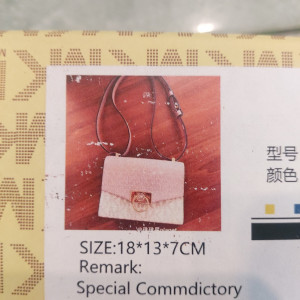 型号
颜色
SIZE:18*13*7CM
Remark:
Special Commdictory